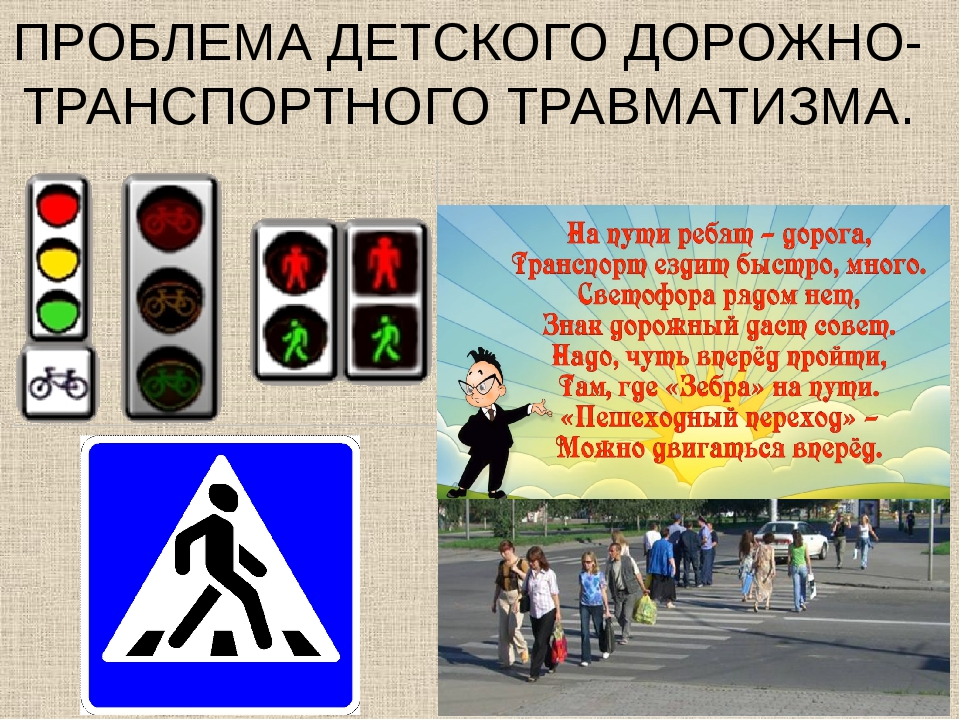 ПРОБЛЕМА ДЕТСКОГО ДОРОЖНО-
ТРАНСПОРТНОГО ТРАВМАТИЗМА.
На пути ребят – дорога,
Транспорт ездит быстро, много.
Светофора рядом нет,
Знак дорожный даст совет.
Надо, чуть вперёд пройти,
Там, где «Зебра» на пути.
«Пешеходный переход» –
Можно двигаться вперёд.